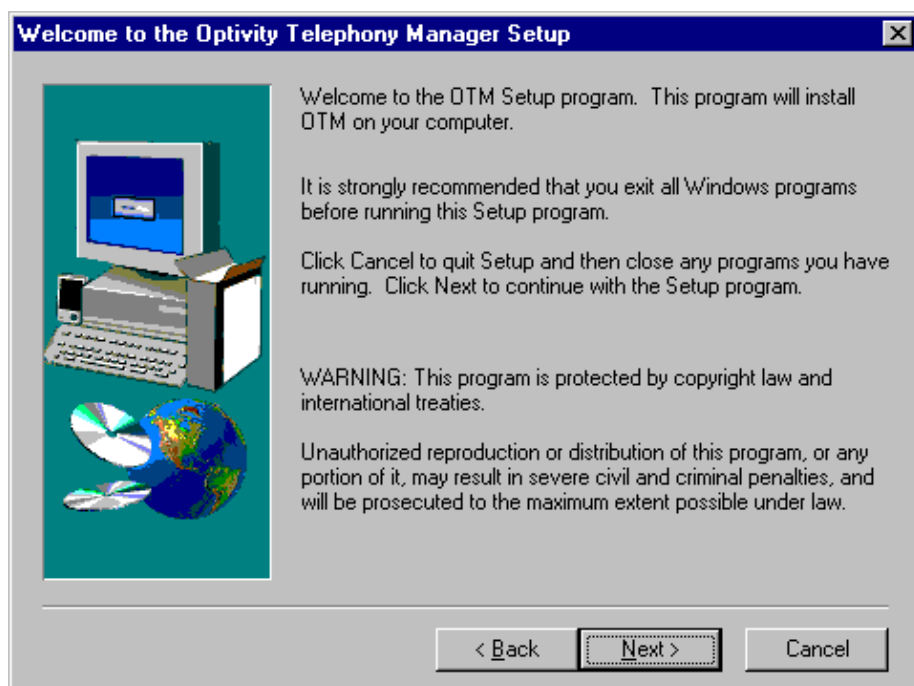 Welcome to the Optivity Telephony Manager Setup
Welcome to the OTM Setup program. This program will install
OTM on your computer.
It is strongly recommended that you exit all Windows programs
before running this Setup program.
Click Cancel to quit Setup and then close any programs you have
running. Click Next to continue with the Setup program.
WARNING: This program is protected by copyright law and
international treaties.
Unauthorized reproduction or distribution of this program, or any
portion of it, may result in severe civil and criminal penalties, and
will be prosecuted to the maximum extent possible under law.
< Back
Next >
Cancel